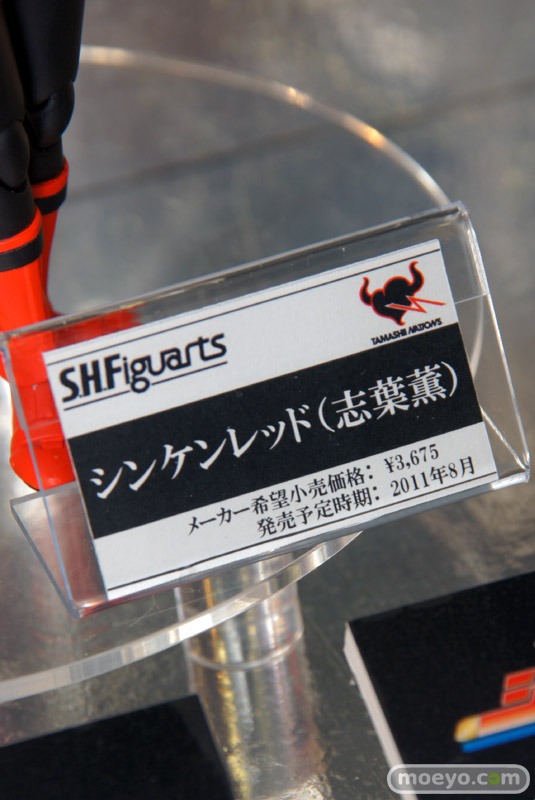 S.H.Figuarts
TAMASHII NATIONS
シンケンレッド(志葉薫)
メーカー希望小売価格: ¥3,675
発売予定時期: 2011年8月
moeyo.com